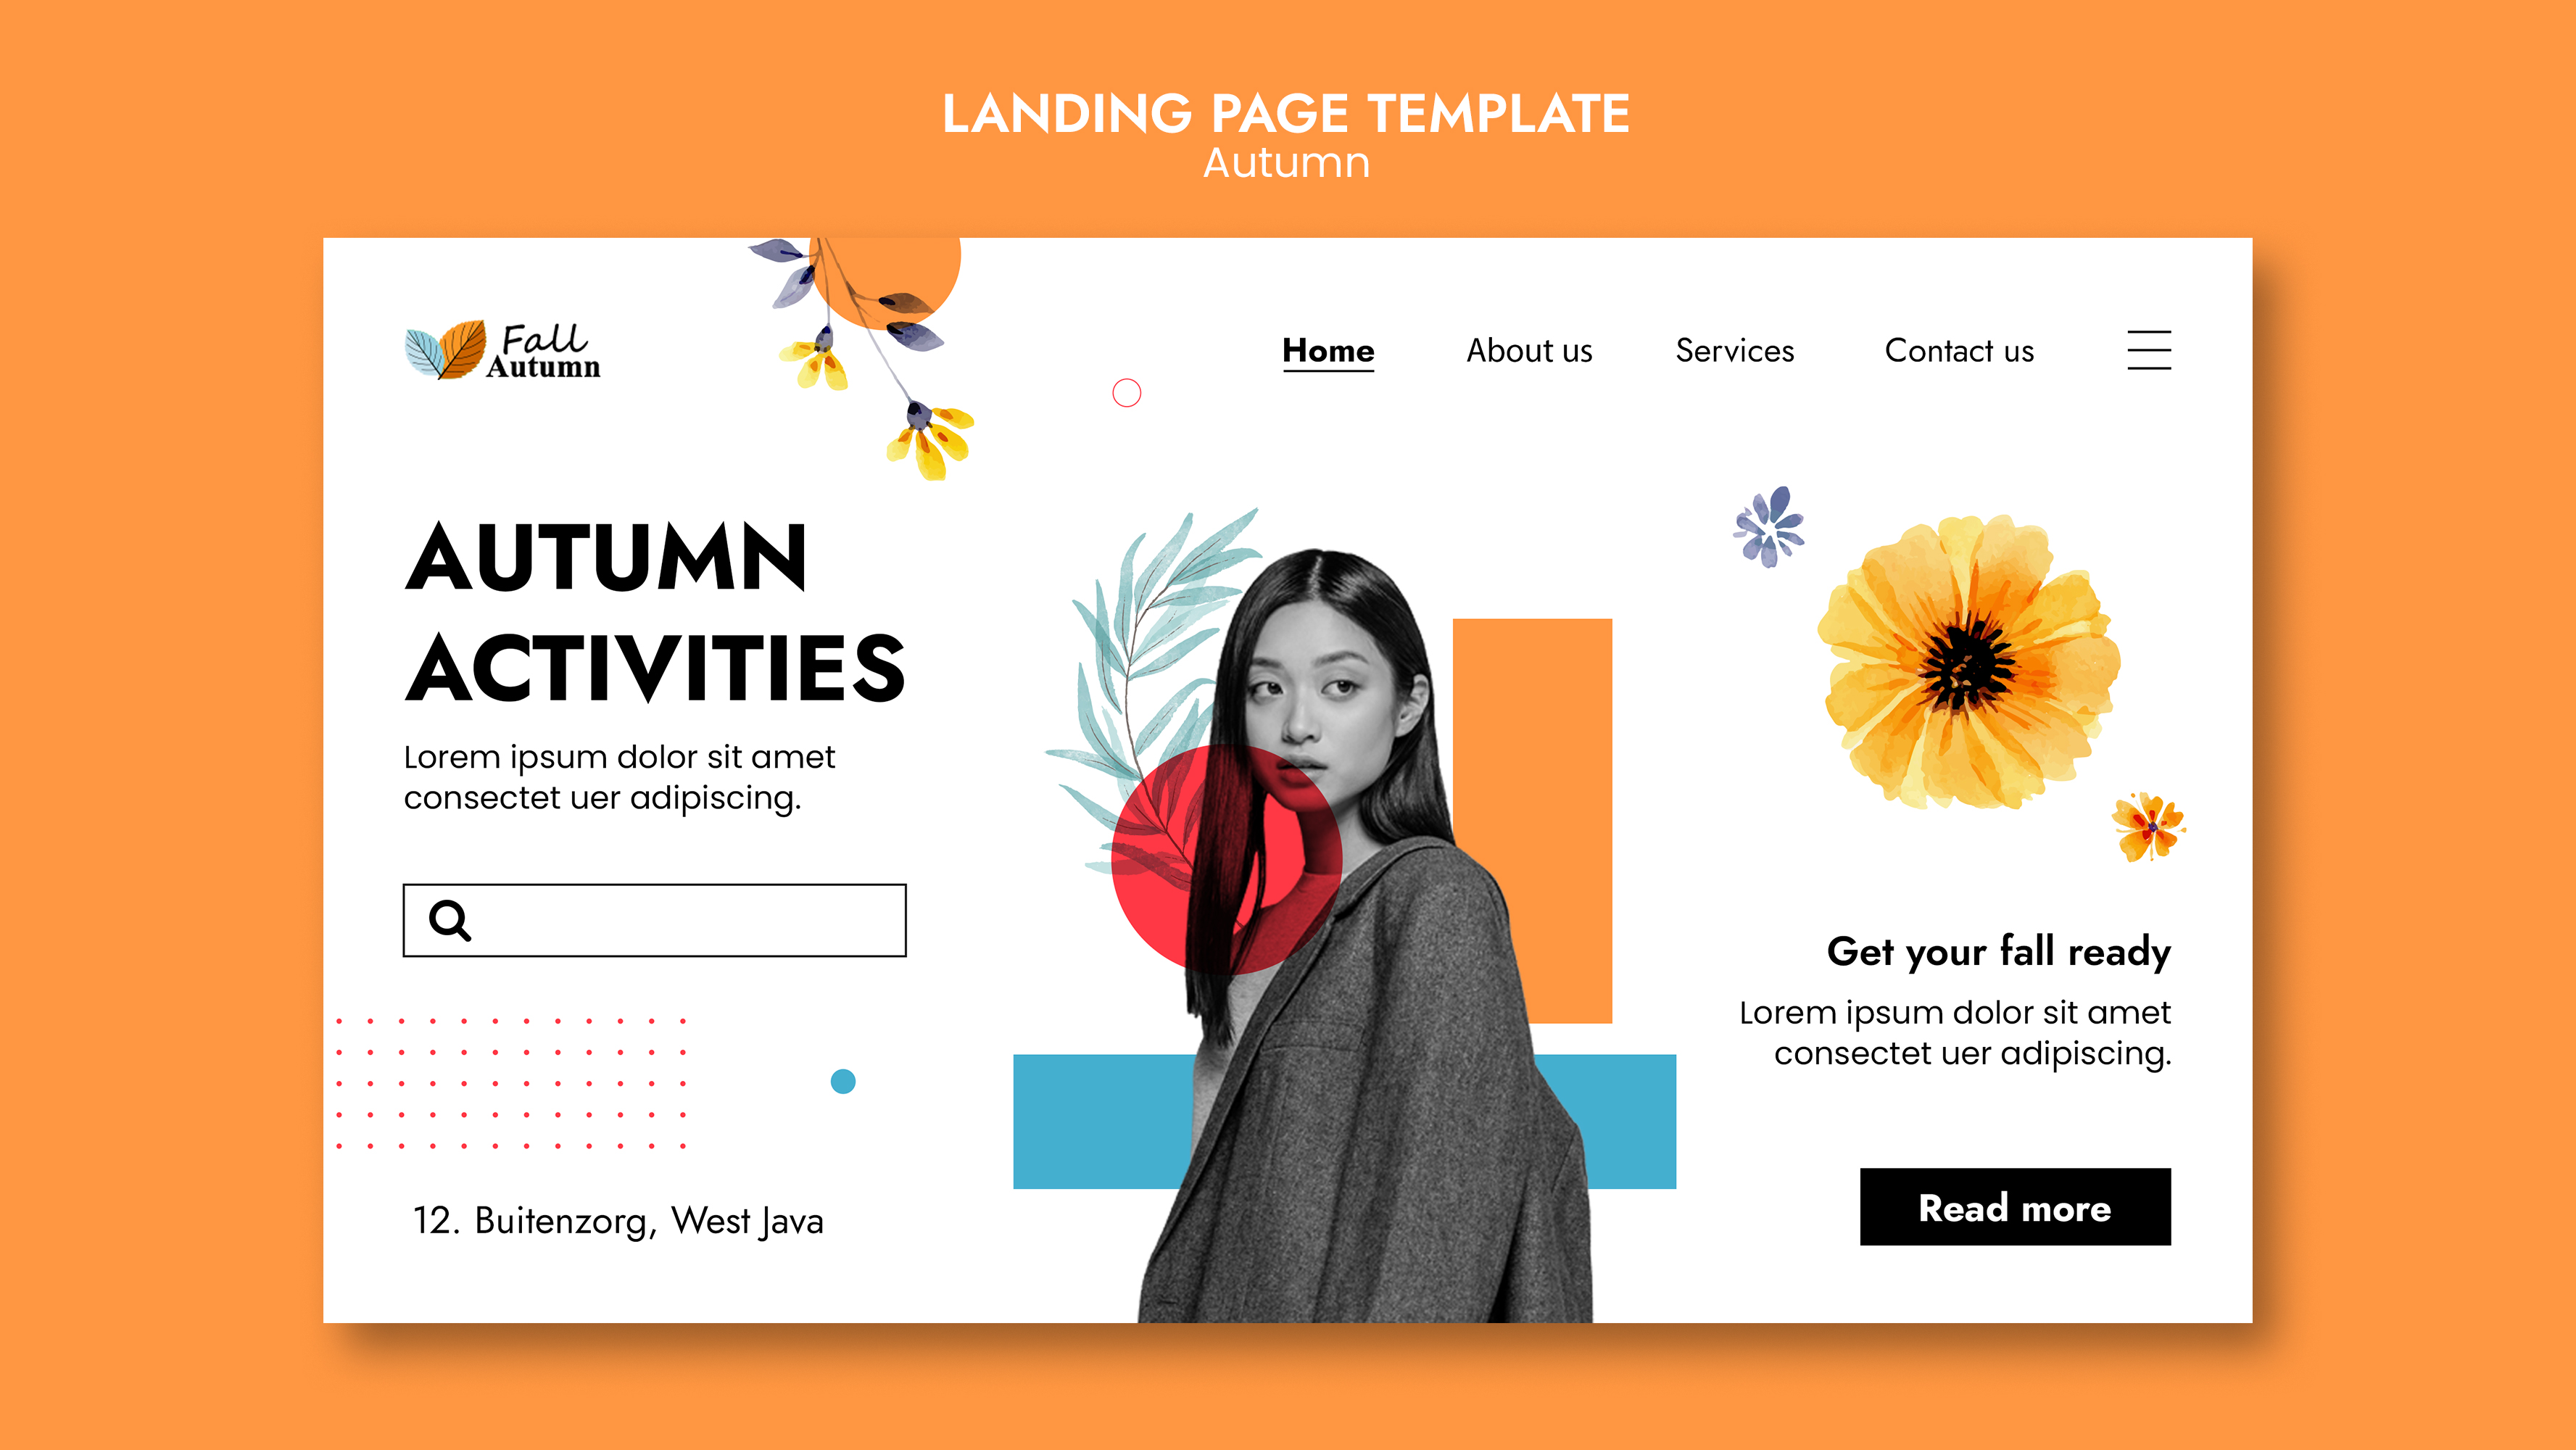 LANDING PAGE TEMPLATE
Autumn
Fall
Autumn
Home
About us
Services
Contact us
AUTUMN
ACTIVITIES
Lorem ipsum dolor sit amet
consectet uer adipiscing.
12. Buitenzorg, West Java
Get your fall ready
Lorem ipsum dolor sit amet
consectet uer adipiscing.
Read more